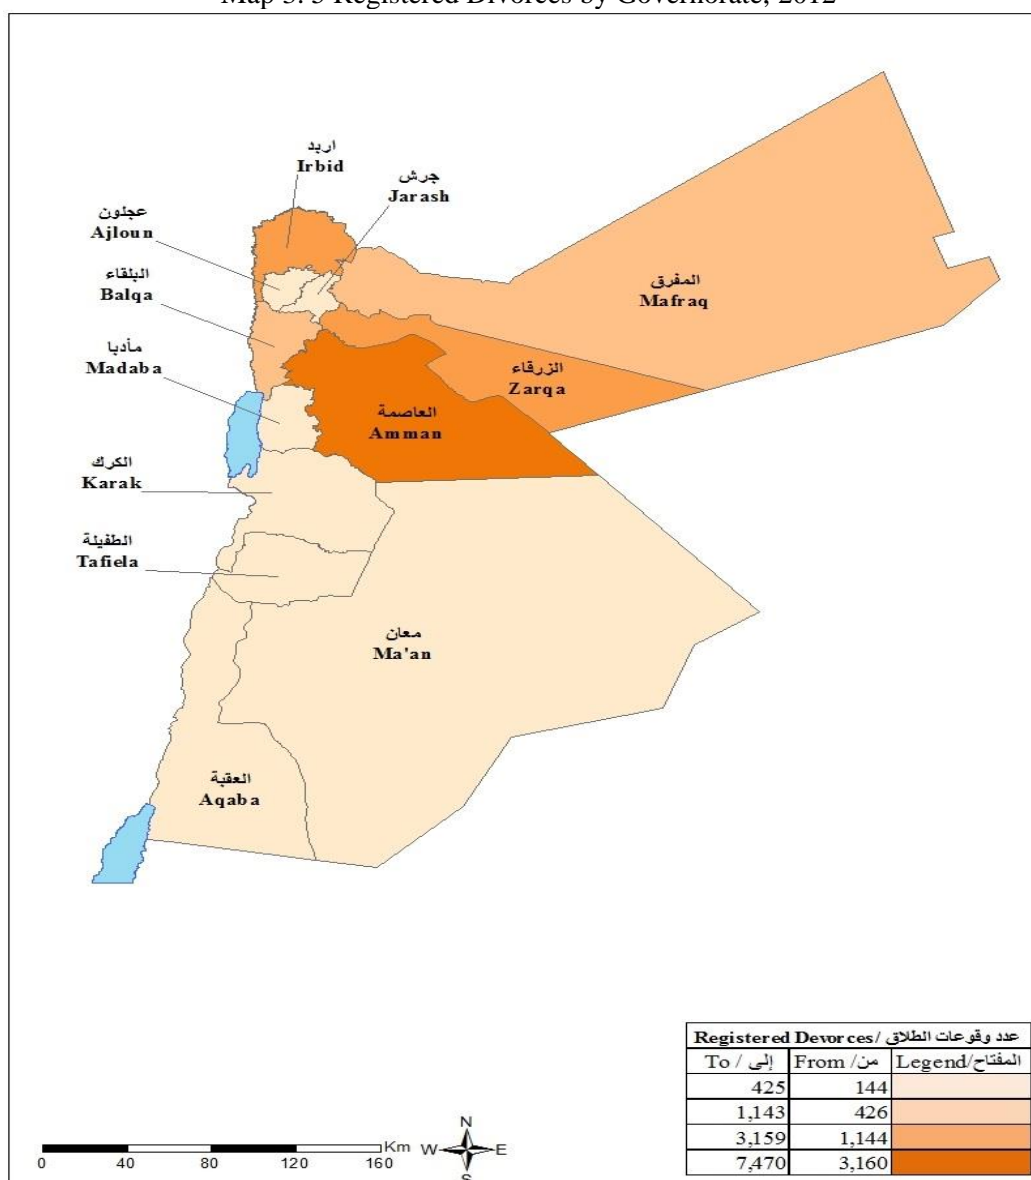 Map 3: 3 Registered Divorces by Governorate, 2012
اربد
Irbid
جرش
Jarash
عجلون
Ajloun
البلقاء
Balqa
المفرق
Mafraq
مأدبا
Madaba
الزرقاء
Zarqa
العاصمة
Amman
الكرك
Karak
الطفيلة
Tafiela
معان
Ma'an
العقبة
Aqaba
Registered Devorces/ عدد وقوعات الطلاق
To / إلى From / من Legend/المفتاح
425 144
1,143 426
3,159 1,144
7,470 3,160
N
Km W E
0 40 80 120 160
S